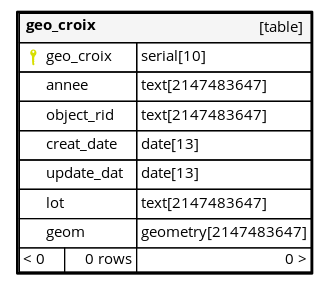 geo_croix [table]
geo_croix serial[10]
annee text[2147483647]
object_rid text[2147483647]
creat_date date[13]
update_dat date[13]
lot text[2147483647]
geom geometry[2147483647]
< 0 0 rows 0 >